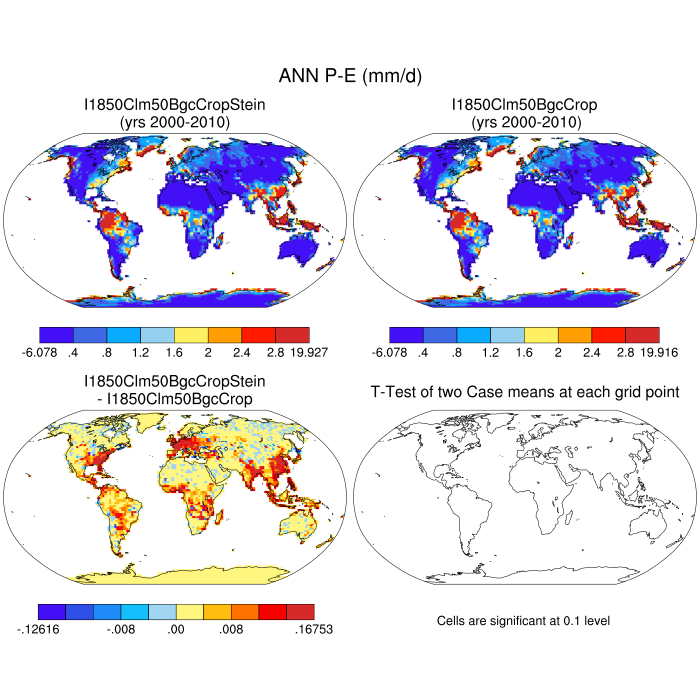 ANN P-E (mm/d)
I1850Clm50BgcCropStein
(yrs 2000-2010)
I1850Clm50BgcCrop
(yrs 2000-2010)
-6.078 .4 .8 1.2 1.6 2 2.4 2.8 19.927
-6.078 .4 .8 1.2 1.6 2 2.4 2.8 19.916
I1850Clm50BgcCropStein
- I1850Clm50BgcCrop
T-Test of two Case means at each grid point
-.12616 -.008 .00 .008 .16753
Cells are significant at 0.1 level